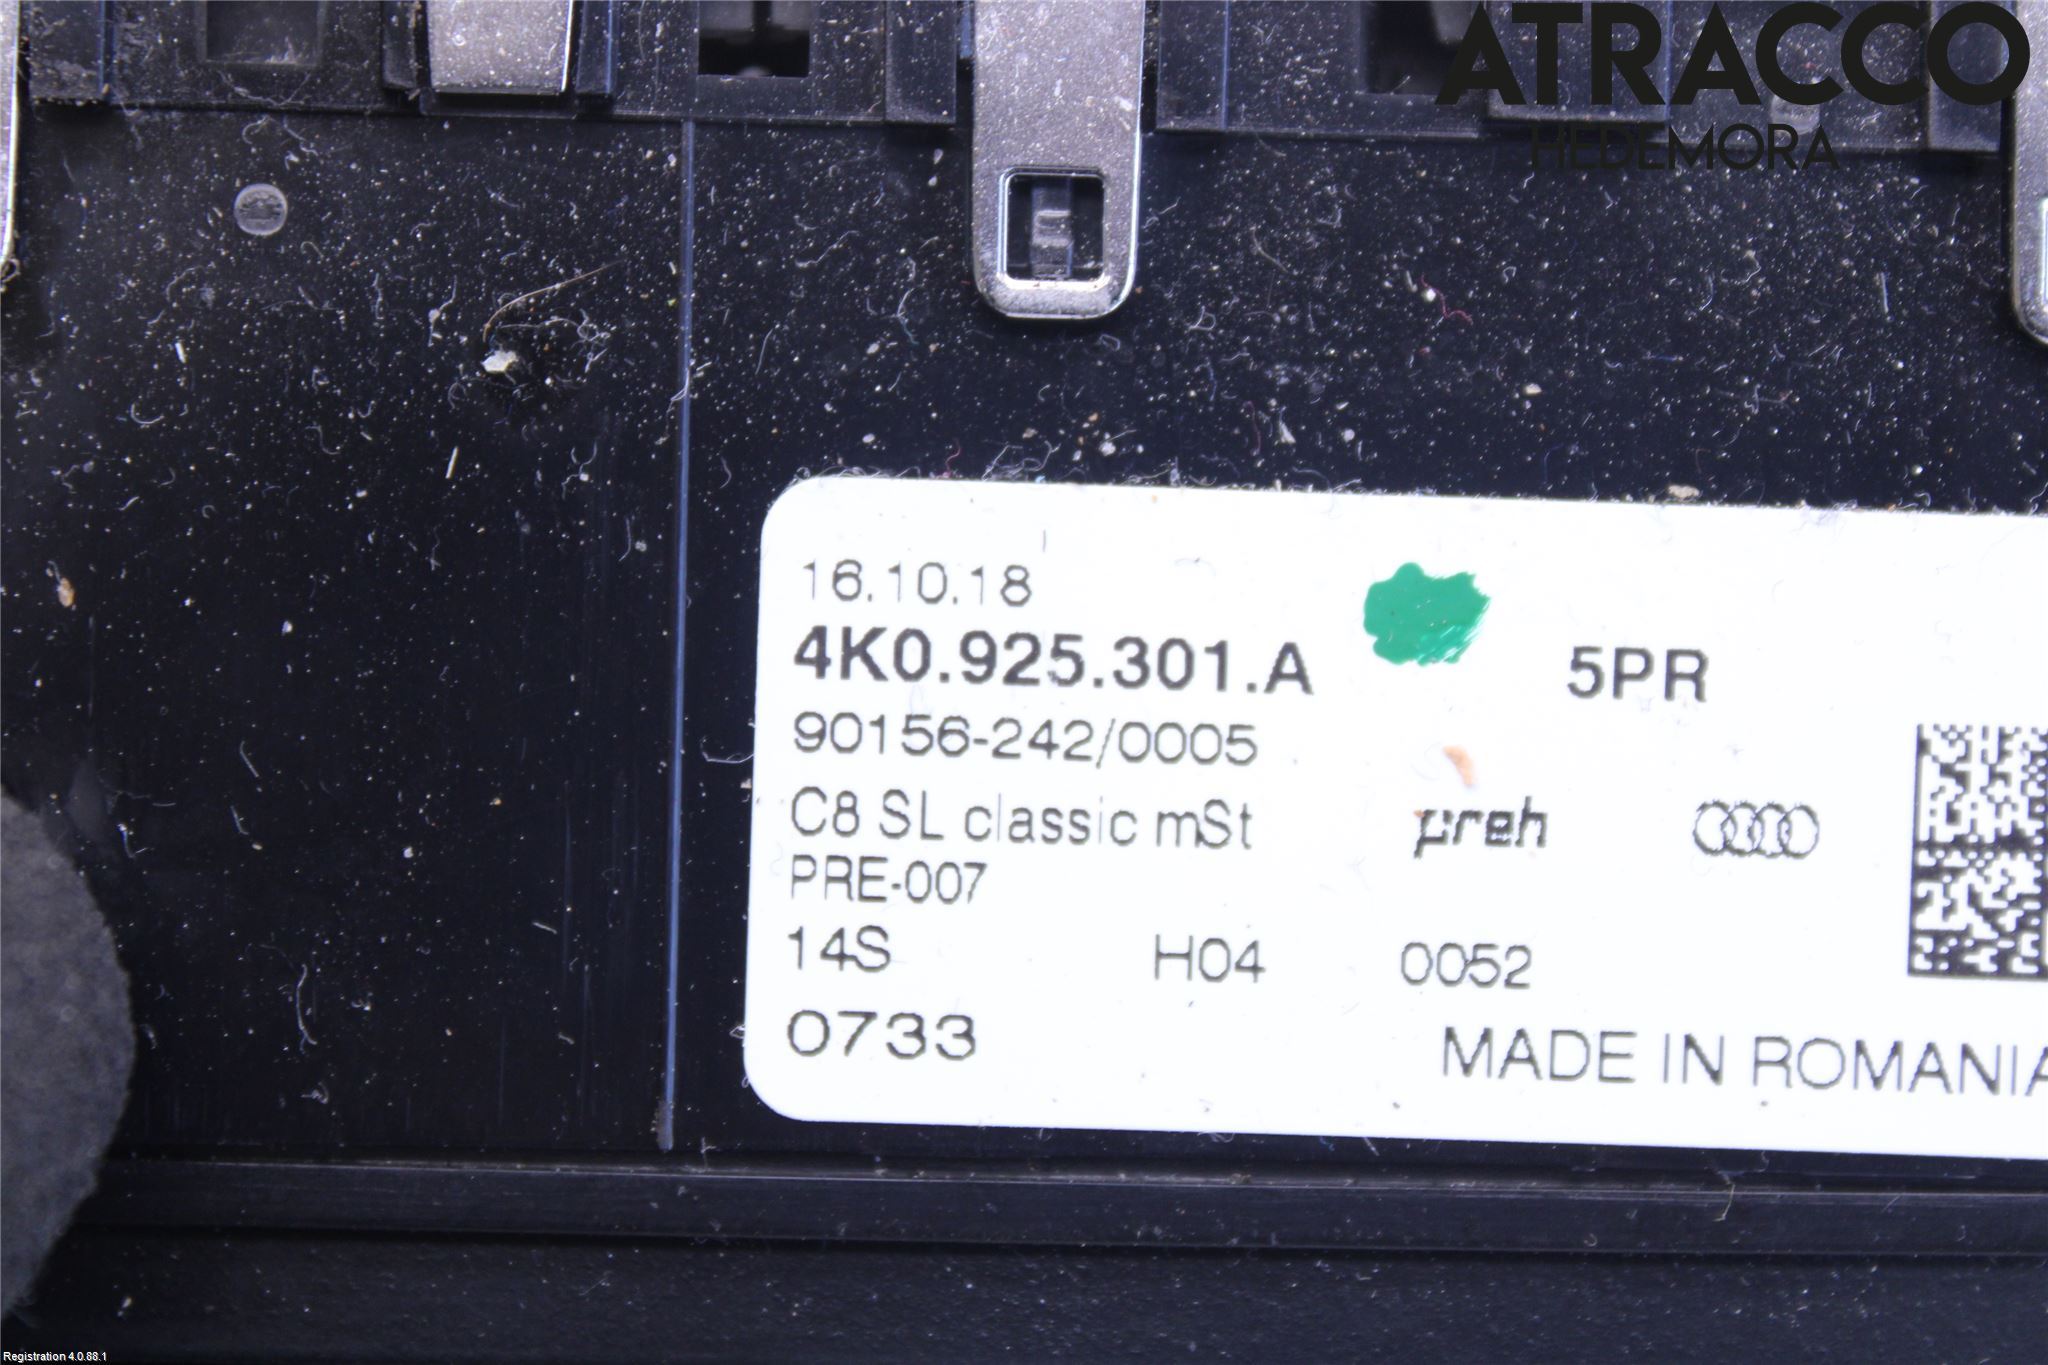 ATRACCO
HEDEMORA
16.10.18
4K0.925.301.A 5PR
90156-242/0005
C8 SL classic mSt preh
PRE-007
14S H04 0052
0733
MADE IN ROMANIA
Registration 4.0.88.1